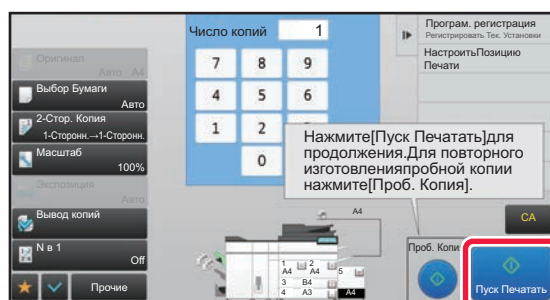 Число копий 1
Програм. регистрация
Регистрировать Тек. Установки
НастроитьПозицию
Печати
Оригинал
Авто A4
Выбор Бумаги
Авто
2-Стор. Копия
1-Сторонн.→1-Сторонн.
Масштаб
100%
Экспозиция
Авто
Вывод копий
N в 1
Off
Прочие
7 8 9
4 5 6
1 2
0
Нажмите[Пуск Печатать]для
продолжения.Для повторного
изготовленияпробной копии
нажмите[Проб. Копия].
A4
1 2 5
A4 A4
3 B4
4 A3 A4
CA
Проб. Копи
Пуск Печатать